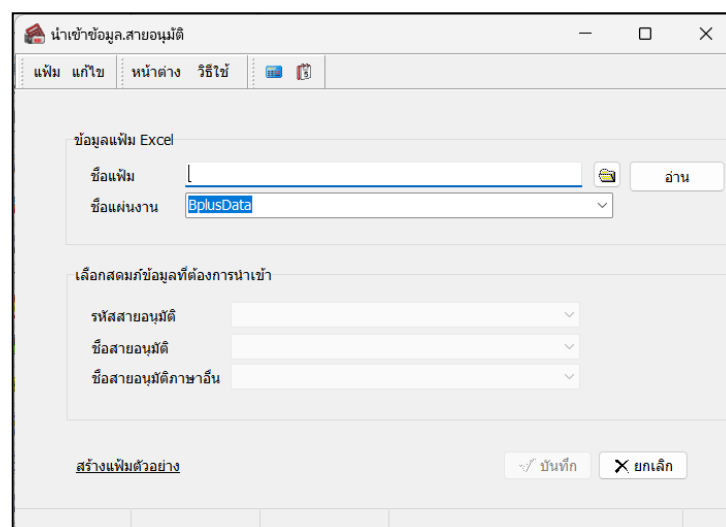 นำเข้าข้อมูล.สายอนุมัติ
แฟ้ม แก้ไข หน้าต่าง วิธีใช้
ข้อมูลแฟ้ม Excel
ชื่อแฟ้ม อ่าน
ชื่อแผ่นงาน BplusData
เลือกสดมภ์ข้อมูลที่ต้องการนำเข้า
รหัสสายอนุมัติ
ชื่อสายอนุมัติ
ชื่อสายอนุมัติภาษาอื่น
สร้างแฟ้มตัวอย่าง บันทึก ยกเลิก